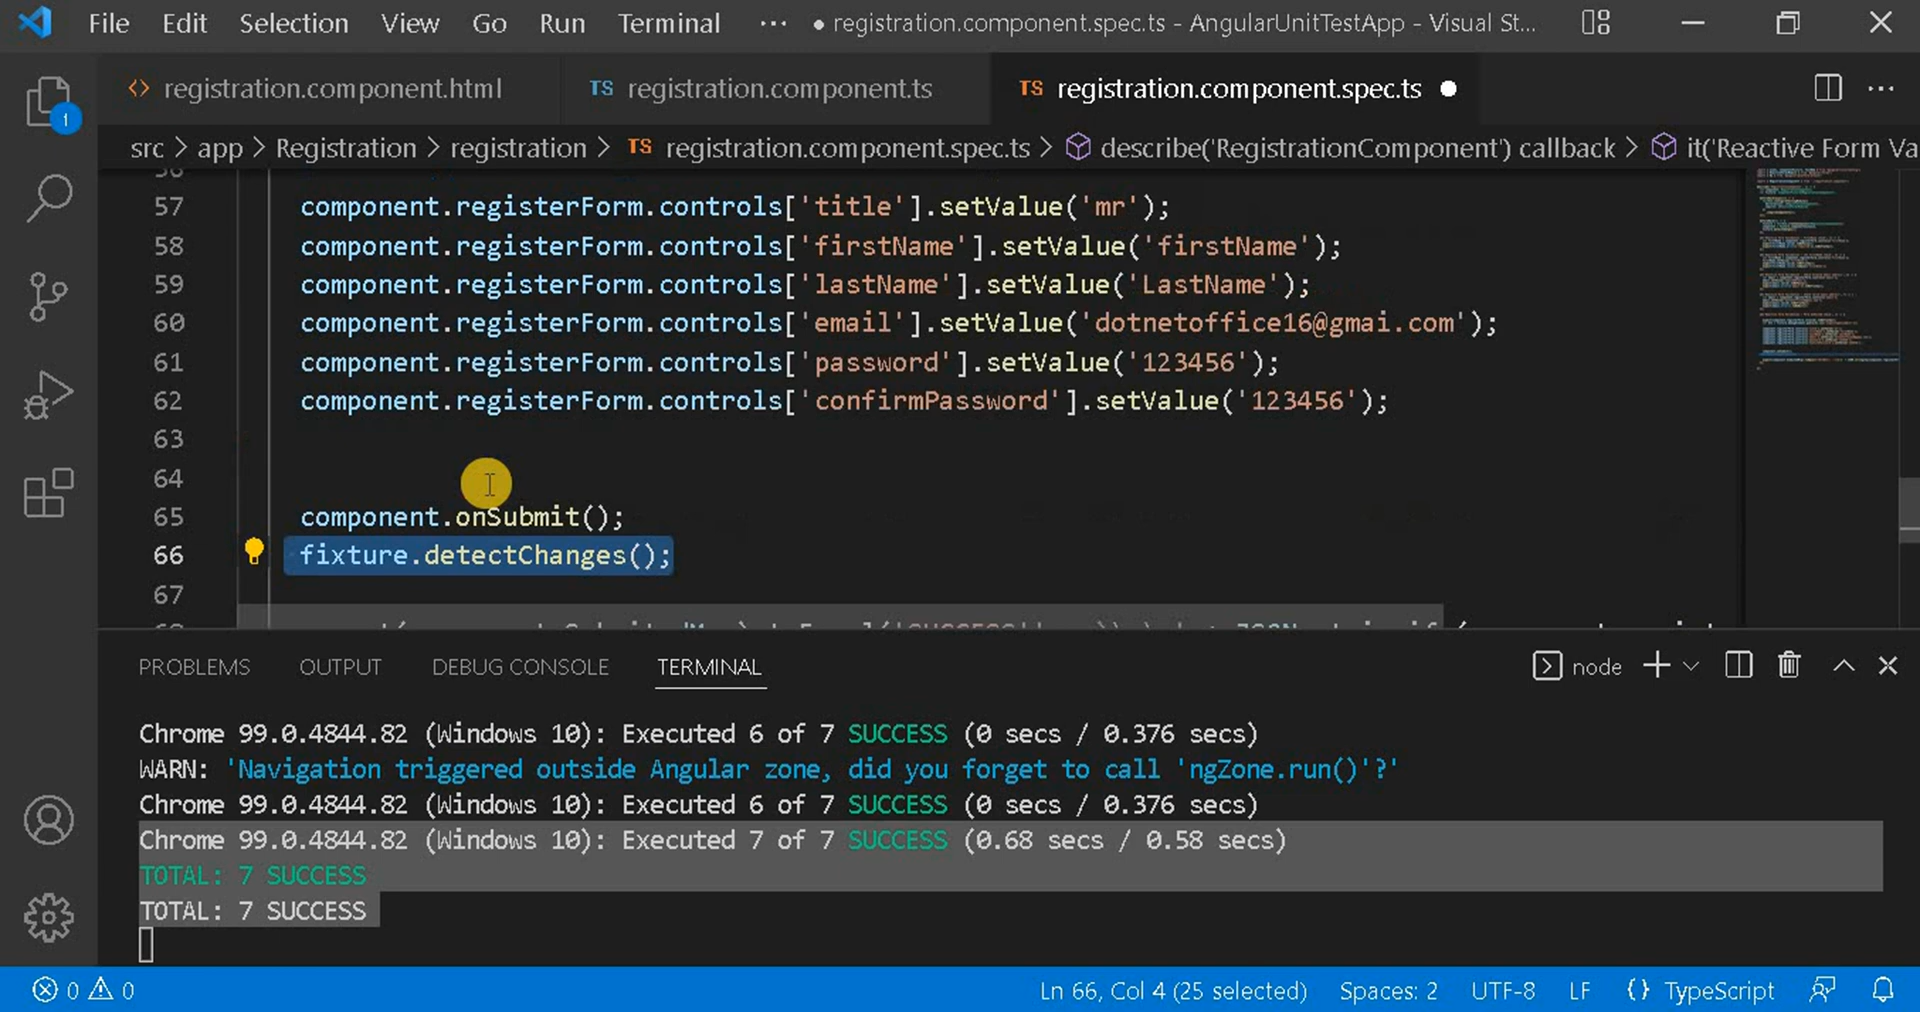 File Edit Selection View Go Run Terminal ··· ● registration.component.spec.ts - AngularUnitTestApp - Visual St...
<> registration.component.html TS registration.component.ts TS registration.component.spec.ts ●
src > app > Registration > registration > TS registration.component.spec.ts > describe('RegistrationComponent') callback > it('Reactive Form Va
57 component.registerForm.controls['title'].setValue('mr');
58 component.registerForm.controls['firstName'].setValue('firstName');
59 component.registerForm.controls['lastName'].setValue('LastName');
60 component.registerForm.controls['email'].setValue('dotnetoffice16@gmai.com');
61 component.registerForm.controls['password'].setValue('123456');
62 component.registerForm.controls['confirmPassword'].setValue('123456');
63
64
65 component.onSubmit();
66 fixture.detectChanges();
67
PROBLEMS OUTPUT DEBUG CONSOLE TERMINAL node
Chrome 99.0.4844.82 (Windows 10): Executed 6 of 7 SUCCESS (0 secs / 0.376 secs)
WARN: 'Navigation triggered outside Angular zone, did you forget to call 'ngZone.run()'?'
Chrome 99.0.4844.82 (Windows 10): Executed 6 of 7 SUCCESS (0 secs / 0.376 secs)
Chrome 99.0.4844.82 (Windows 10): Executed 7 of 7 SUCCESS (0.68 secs / 0.58 secs)
TOTAL: 7 SUCCESS
TOTAL: 7 SUCCESS
0 0 Ln 66, Col 4 (25 selected) Spaces: 2 UTF-8 LF {} TypeScript